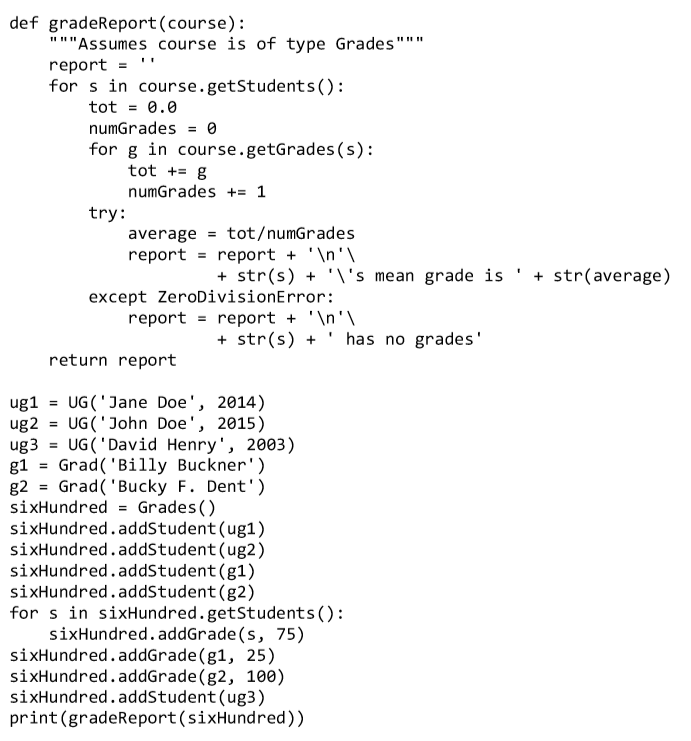 def gradeReport(course):
    """Assumes course is of type Grades"""
    report = ''
    for s in course.getStudents():
        tot = 0.0
        numGrades = 0
        for g in course.getGrades(s):
            tot += g
            numGrades += 1
        try:
            average = tot/numGrades
            report = report + '\n'\
                     + str(s) + '\'s mean grade is ' + str(average)
        except ZeroDivisionError:
            report = report + '\n'\
                     + str(s) + ' has no grades'
    return report

ug1 = UG('Jane Doe', 2014)
ug2 = UG('John Doe', 2015)
ug3 = UG('David Henry', 2003)
g1 = Grad('Billy Buckner')
g2 = Grad('Bucky F. Dent')
sixHundred = Grades()
sixHundred.addStudent(ug1)
sixHundred.addStudent(ug2)
sixHundred.addStudent(g1)
sixHundred.addStudent(g2)
for s in sixHundred.getStudents():
    sixHundred.addGrade(s, 75)
sixHundred.addGrade(g1, 25)
sixHundred.addGrade(g2, 100)
sixHundred.addStudent(ug3)
print(gradeReport(sixHundred))